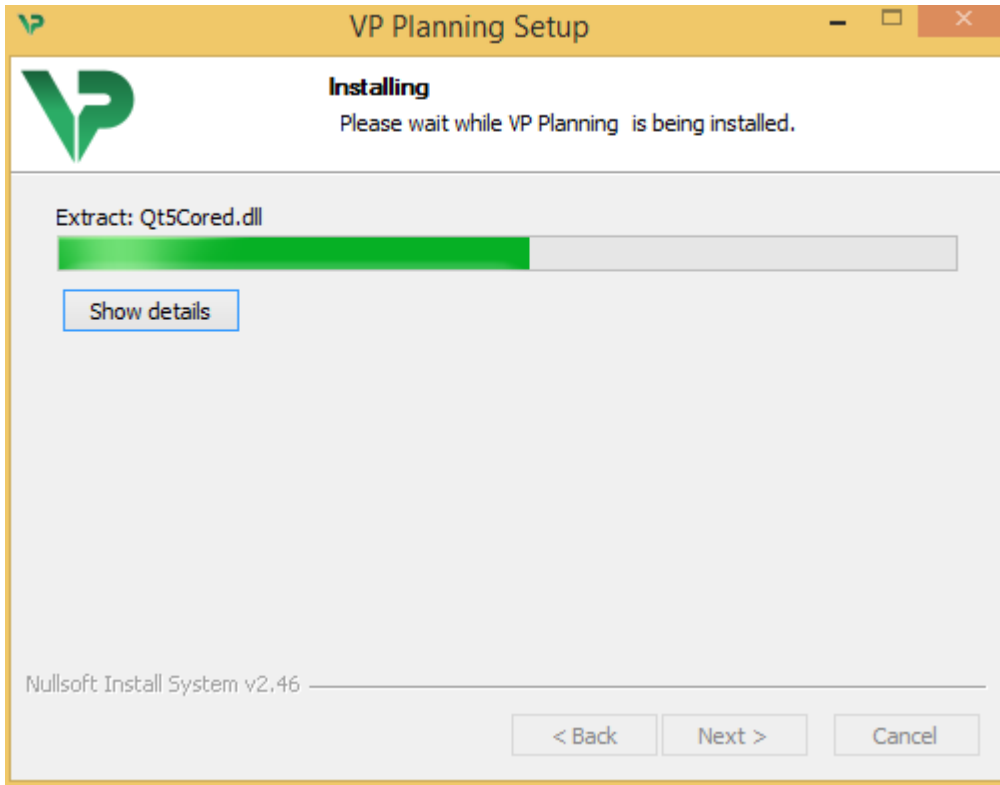 VP Planning Setup
VP
Installing
Please wait while VP Planning  is being installed.
Extract: Qt5Cored.dll
Show details
Nullsoft Install System v2.46
< Back
Next >
Cancel